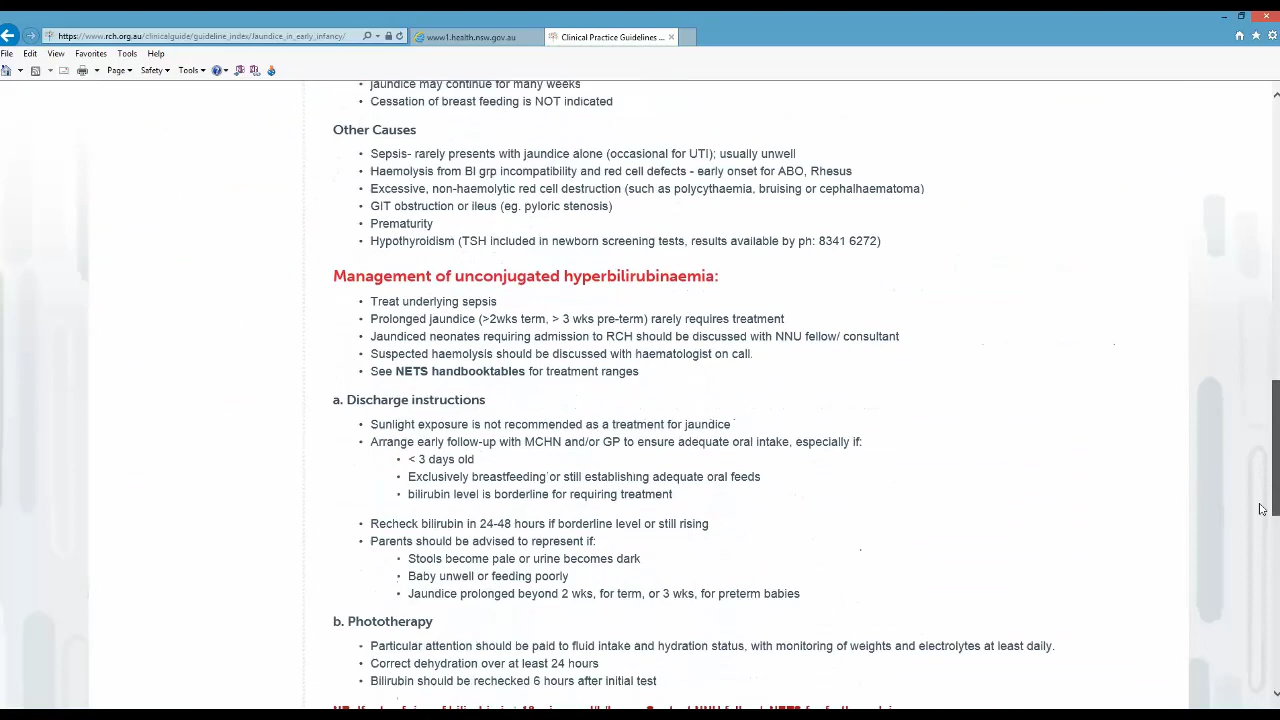 https://www.rch.org.au/clinicalguide/guideline_index/Jaundice_in_early_infancy/
www1.health.nsw.gov.au
Clinical Practice Guidelines ...
File Edit View Favorites Tools Help
Page Safety Tools
jaundice may continue for many weeks
Cessation of breast feeding is NOT indicated
Other Causes
Sepsis- rarely presents with jaundice alone (occasional for UTI); usually unwell
Haemolysis from Bl grp incompatibility and red cell defects - early onset for ABO, Rhesus
Excessive, non-haemolytic red cell destruction (such as polycythaemia, bruising or cephalhaematoma)
GIT obstruction or ileus (eg. pyloric stenosis)
Prematurity
Hypothyroidism (TSH included in newborn screening tests, results available by ph: 8341 6272)
Management of unconjugated hyperbilirubinaemia:
Treat underlying sepsis
Prolonged jaundice (>2wks term, > 3 wks pre-term) rarely requires treatment
Jaundiced neonates requiring admission to RCH should be discussed with NNU fellow/ consultant
Suspected haemolysis should be discussed with haematologist on call.
See NETS handbooktables for treatment ranges
a. Discharge instructions
Sunlight exposure is not recommended as a treatment for jaundice
Arrange early follow-up with MCHN and/or GP to ensure adequate oral intake, especially if:
< 3 days old
Exclusively breastfeeding or still establishing adequate oral feeds
bilirubin level is borderline for requiring treatment
Recheck bilirubin in 24-48 hours if borderline level or still rising
Parents should be advised to represent if:
Stools become pale or urine becomes dark
Baby unwell or feeding poorly
Jaundice prolonged beyond 2 wks, for term, or 3 wks, for preterm babies
b. Phototherapy
Particular attention should be paid to fluid intake and hydration status, with monitoring of weights and electrolytes at least daily.
Correct dehydration over at least 24 hours
Bilirubin should be rechecked 6 hours after initial test